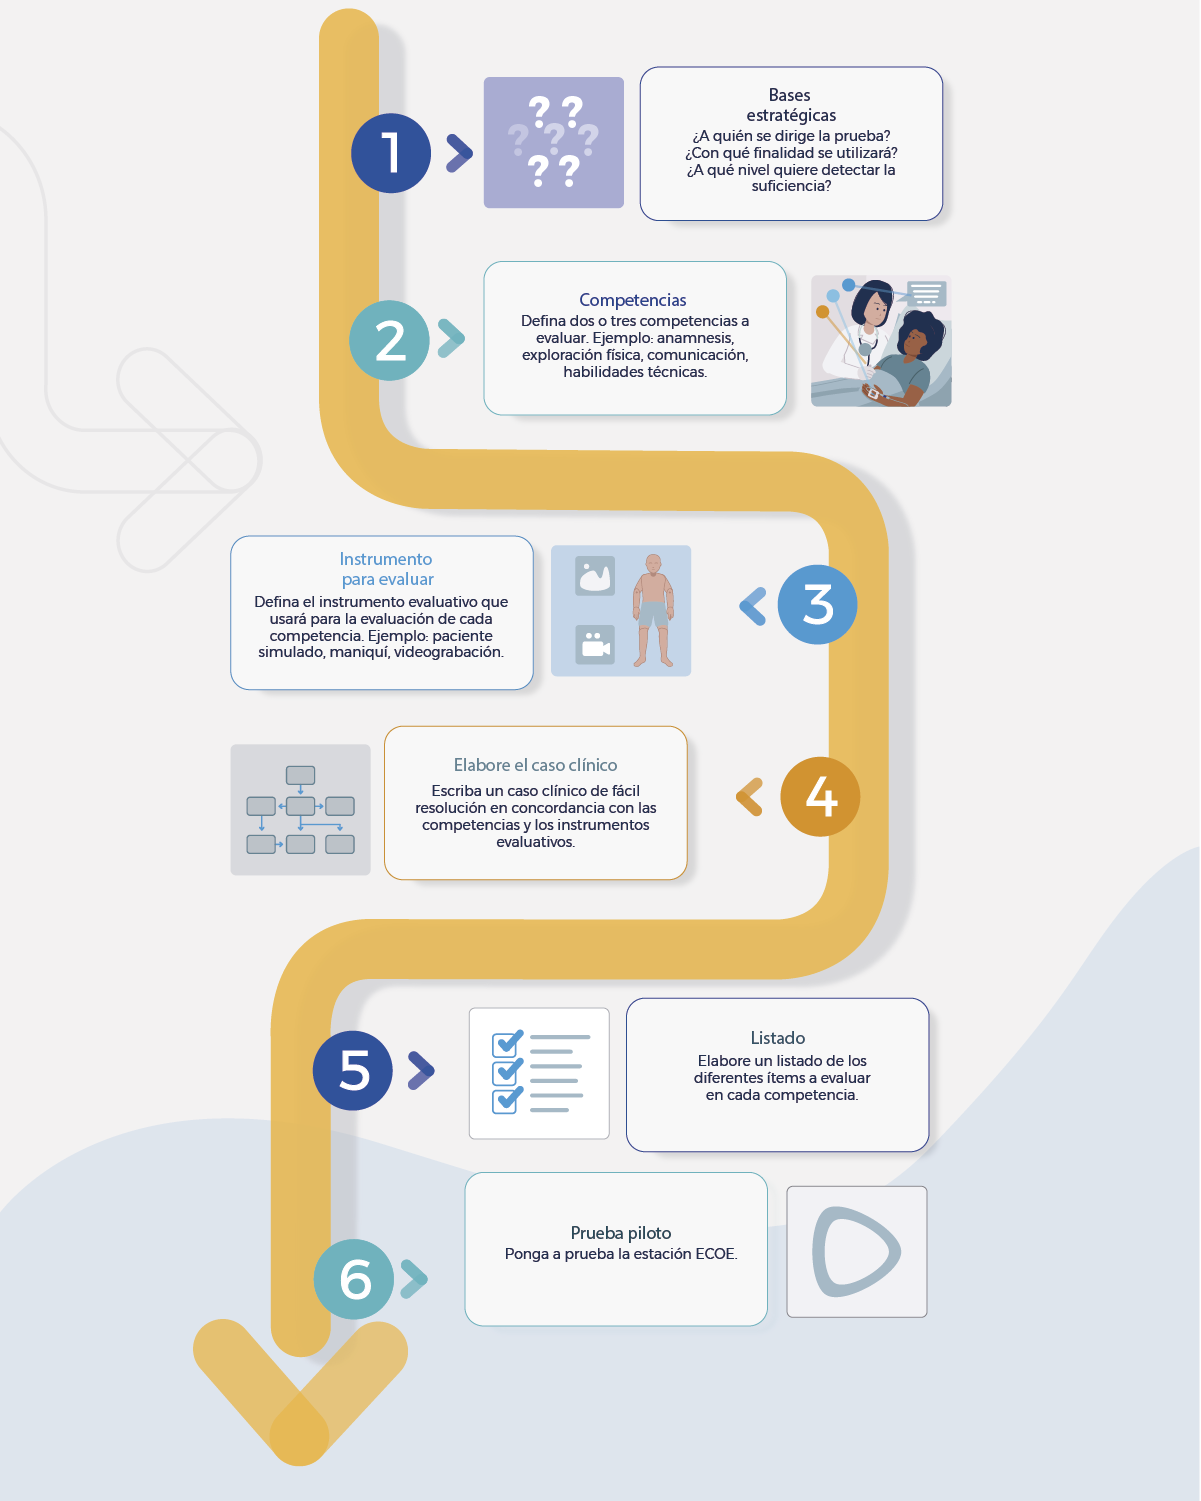 1
? ?
? ? ?
? ?
Bases
estratégicas
¿A quién se dirige la prueba?
¿Con qué finalidad se utilizará?
¿A qué nivel quiere detectar la
suficiencia?
2
Competencias
Defina dos o tres competencias a
evaluar. Ejemplo: anamnesis,
exploración física, comunicación,
habilidades técnicas.
Instrumento
para evaluar
Defina el instrumento evaluativo que
usará para la evaluación de cada
competencia. Ejemplo: paciente
simulado, maniquí, videograbación.
3
Elabore el caso clínico
Escriba un caso clínico de fácil
resolución en concordancia con las
competencias y los instrumentos
evaluativos.
4
5
Listado
Elabore un listado de los
diferentes ítems a evaluar
en cada competencia.
6
Prueba piloto
Ponga a prueba la estación ECOE.